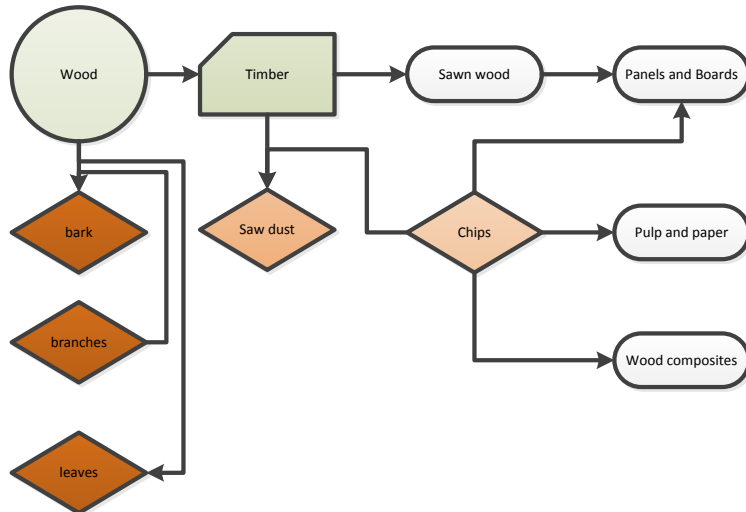 Wood
Timber
Sawn wood
Panels and Boards
bark
Saw dust
Chips
Pulp and paper
branches
Wood composites
leaves